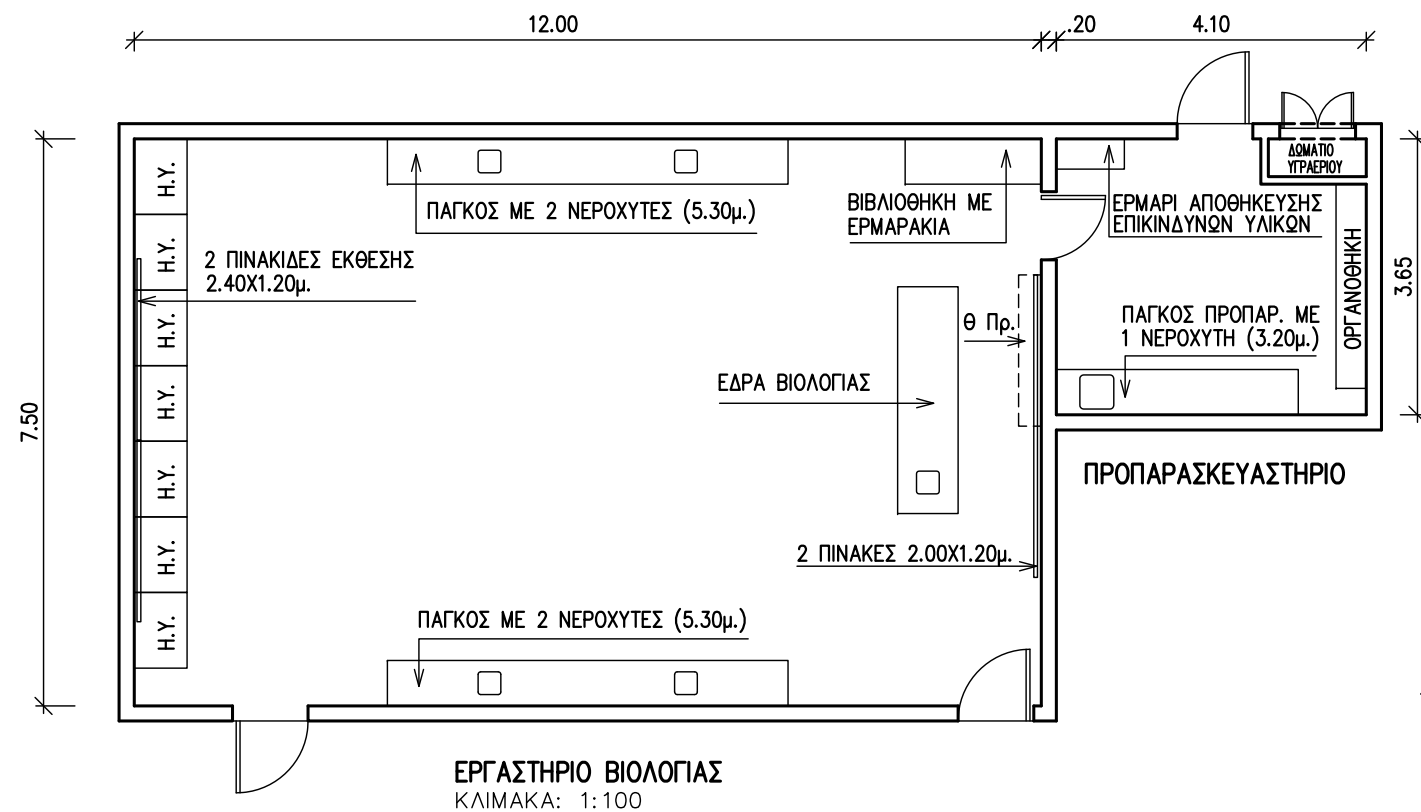 12.00
.20
4.10
7.50
3.65
Η.Υ.
Η.Υ.
Η.Υ.
Η.Υ.
Η.Υ.
Η.Υ.
Η.Υ.
ΠΑΓΚΟΣ ΜΕ 2 ΝΕΡΟΧΥΤΕΣ (5.30μ.)
2 ΠΙΝΑΚΙΔΕΣ ΕΚΘΕΣΗΣ
2.40Χ1.20μ.
ΒΙΒΛΙΟΘΗΚΗ ΜΕ
ΕΡΜΑΡΑΚΙΑ
ΔΩΜΑΤΙΟ
ΥΓΡΑΕΡΙΟΥ
ΕΡΜΑΡΙ ΑΠΟΘΗΚΕΥΣΗΣ
ΕΠΙΚΙΝΔΥΝΩΝ ΥΛΙΚΩΝ
ΟΡΓΑΝΟΘΗΚΗ
ΠΑΓΚΟΣ ΠΡΟΠΑΡ. ΜΕ
1 ΝΕΡΟΧΥΤΗ (3.20μ.)
Θ Πρ.
ΕΔΡΑ ΒΙΟΛΟΓΙΑΣ
ΠΡΟΠΑΡΑΣΚΕΥΑΣΤΗΡΙΟ
2 ΠΙΝΑΚΕΣ 2.00Χ1.20μ.
ΠΑΓΚΟΣ ΜΕ 2 ΝΕΡΟΧΥΤΕΣ (5.30μ.)
ΕΡΓΑΣΤΗΡΙΟ ΒΙΟΛΟΓΙΑΣ
ΚΛΙΜΑΚΑ: 1:100